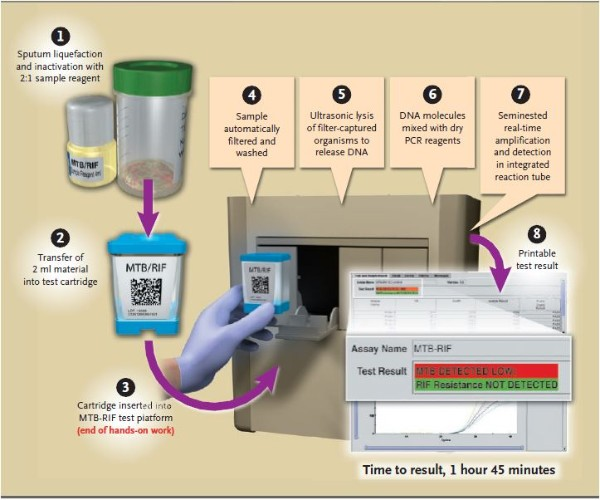 1
Sputum liquefaction
and inactivation with
2:1 sample reagent
MTB/RIF
Sample Reagent
2
Transfer of
2 ml material
into test cartridge
MTB/RIF
3
Cartridge inserted into
MTB-RIF test platform
(end of hands-on work)
4
Sample
automatically
filtered and
washed
5
Ultrasonic lysis
of filter-captured
organisms to
release DNA
6
DNA molecules
mixed with dry
PCR reagents
7
Seminested
real-time
amplification
and detection
in integrated
reaction tube
MTB/RIF
8
Printable
test result
Assay Name MTB-RIF
Test Result MTB DETECTED LOW;
RIF Resistance NOT DETECTED
Time to result, 1 hour 45 minutes